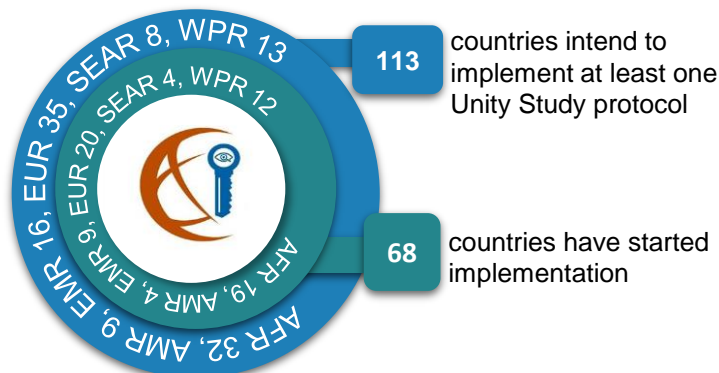 AFR 32, AMR 9, EMR 16, EUR 35, SEAR 8, WPR 13
AFR 19, AMR 4, EMR 9, EUR 20, SEAR 4, WPR 12
113
countries intend to
implement at least one
Unity Study protocol
68
countries have started
implementation